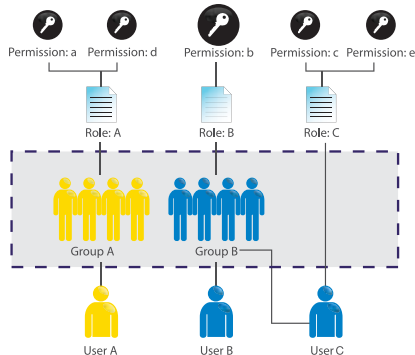 Permission: a
Permission: d
Permission: b
Permission: c
Permission: e
Role: A
Role: B
Role: C
Group A
Group B
User A
User B
User C